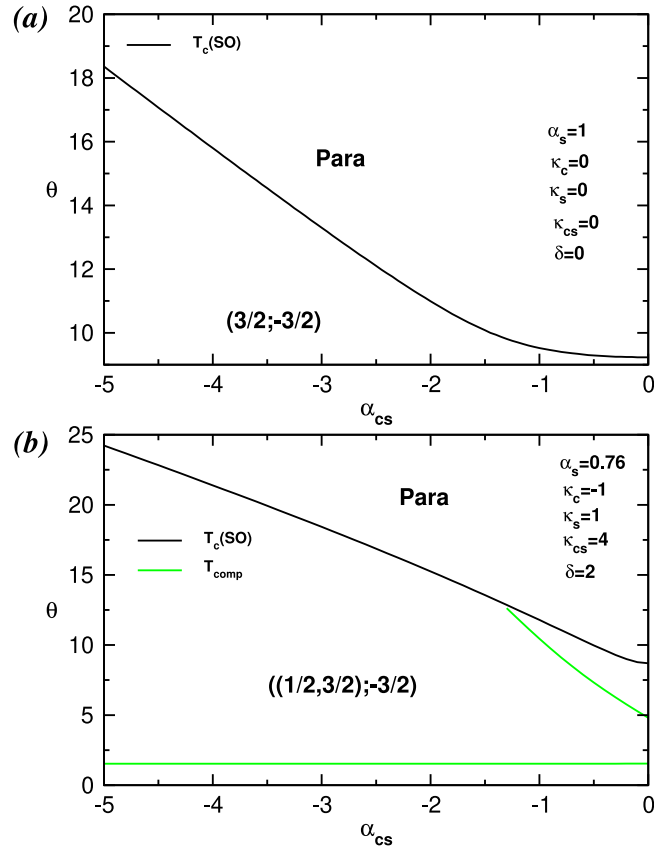 (a)
20
18
16
14
12
10
θ
T_c(SO)
Para
(3/2;-3/2)
α_s=1
κ_c=0
κ_s=0
κ_cs=0
δ=0
-5 -4 -3 -2 -1 0
α_cs
(b)
25
20
15
10
5
0
θ
T_c(SO)
T_comp
Para
((1/2,3/2);-3/2)
α_s=0.76
κ_c=-1
κ_s=1
κ_cs=4
δ=2
-5 -4 -3 -2 -1 0
α_cs